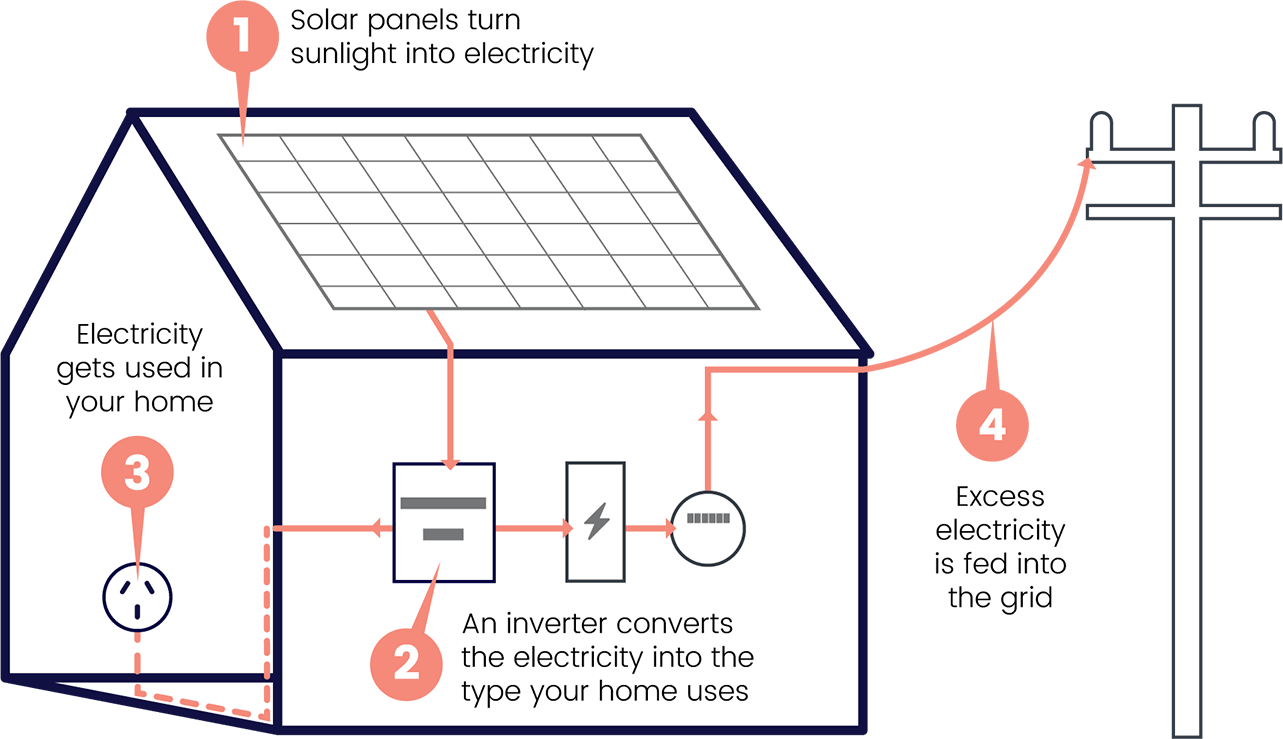 1
Solar panels turn
sunlight into electricity
Electricity
gets used in
your home
3
2
An inverter converts
the electricity into the
type your home uses
4
Excess
electricity
is fed into
the grid